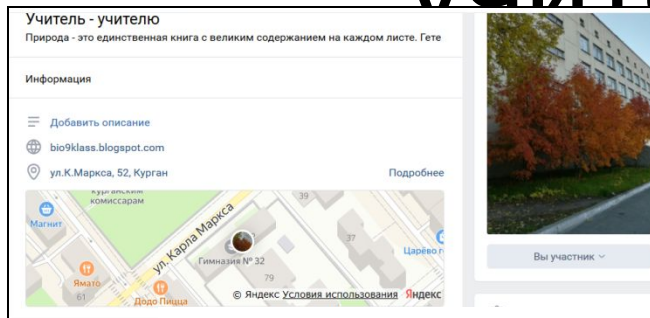 Учитель - учителю
Природа - это единственная книга с великим содержанием на каждом листе. Гете
Информация
Добавить описание
bio9klass.blogspot.com
ул.К.Маркса, 52, Курган
Подробнее
комиссарам
39
Магнит
ул. Карла Маркса
37
Гимназия № 32
Царёво
79
Ямато
61
Додо Пицца
© Яндекс Условия использования Яндекс
Вы участник